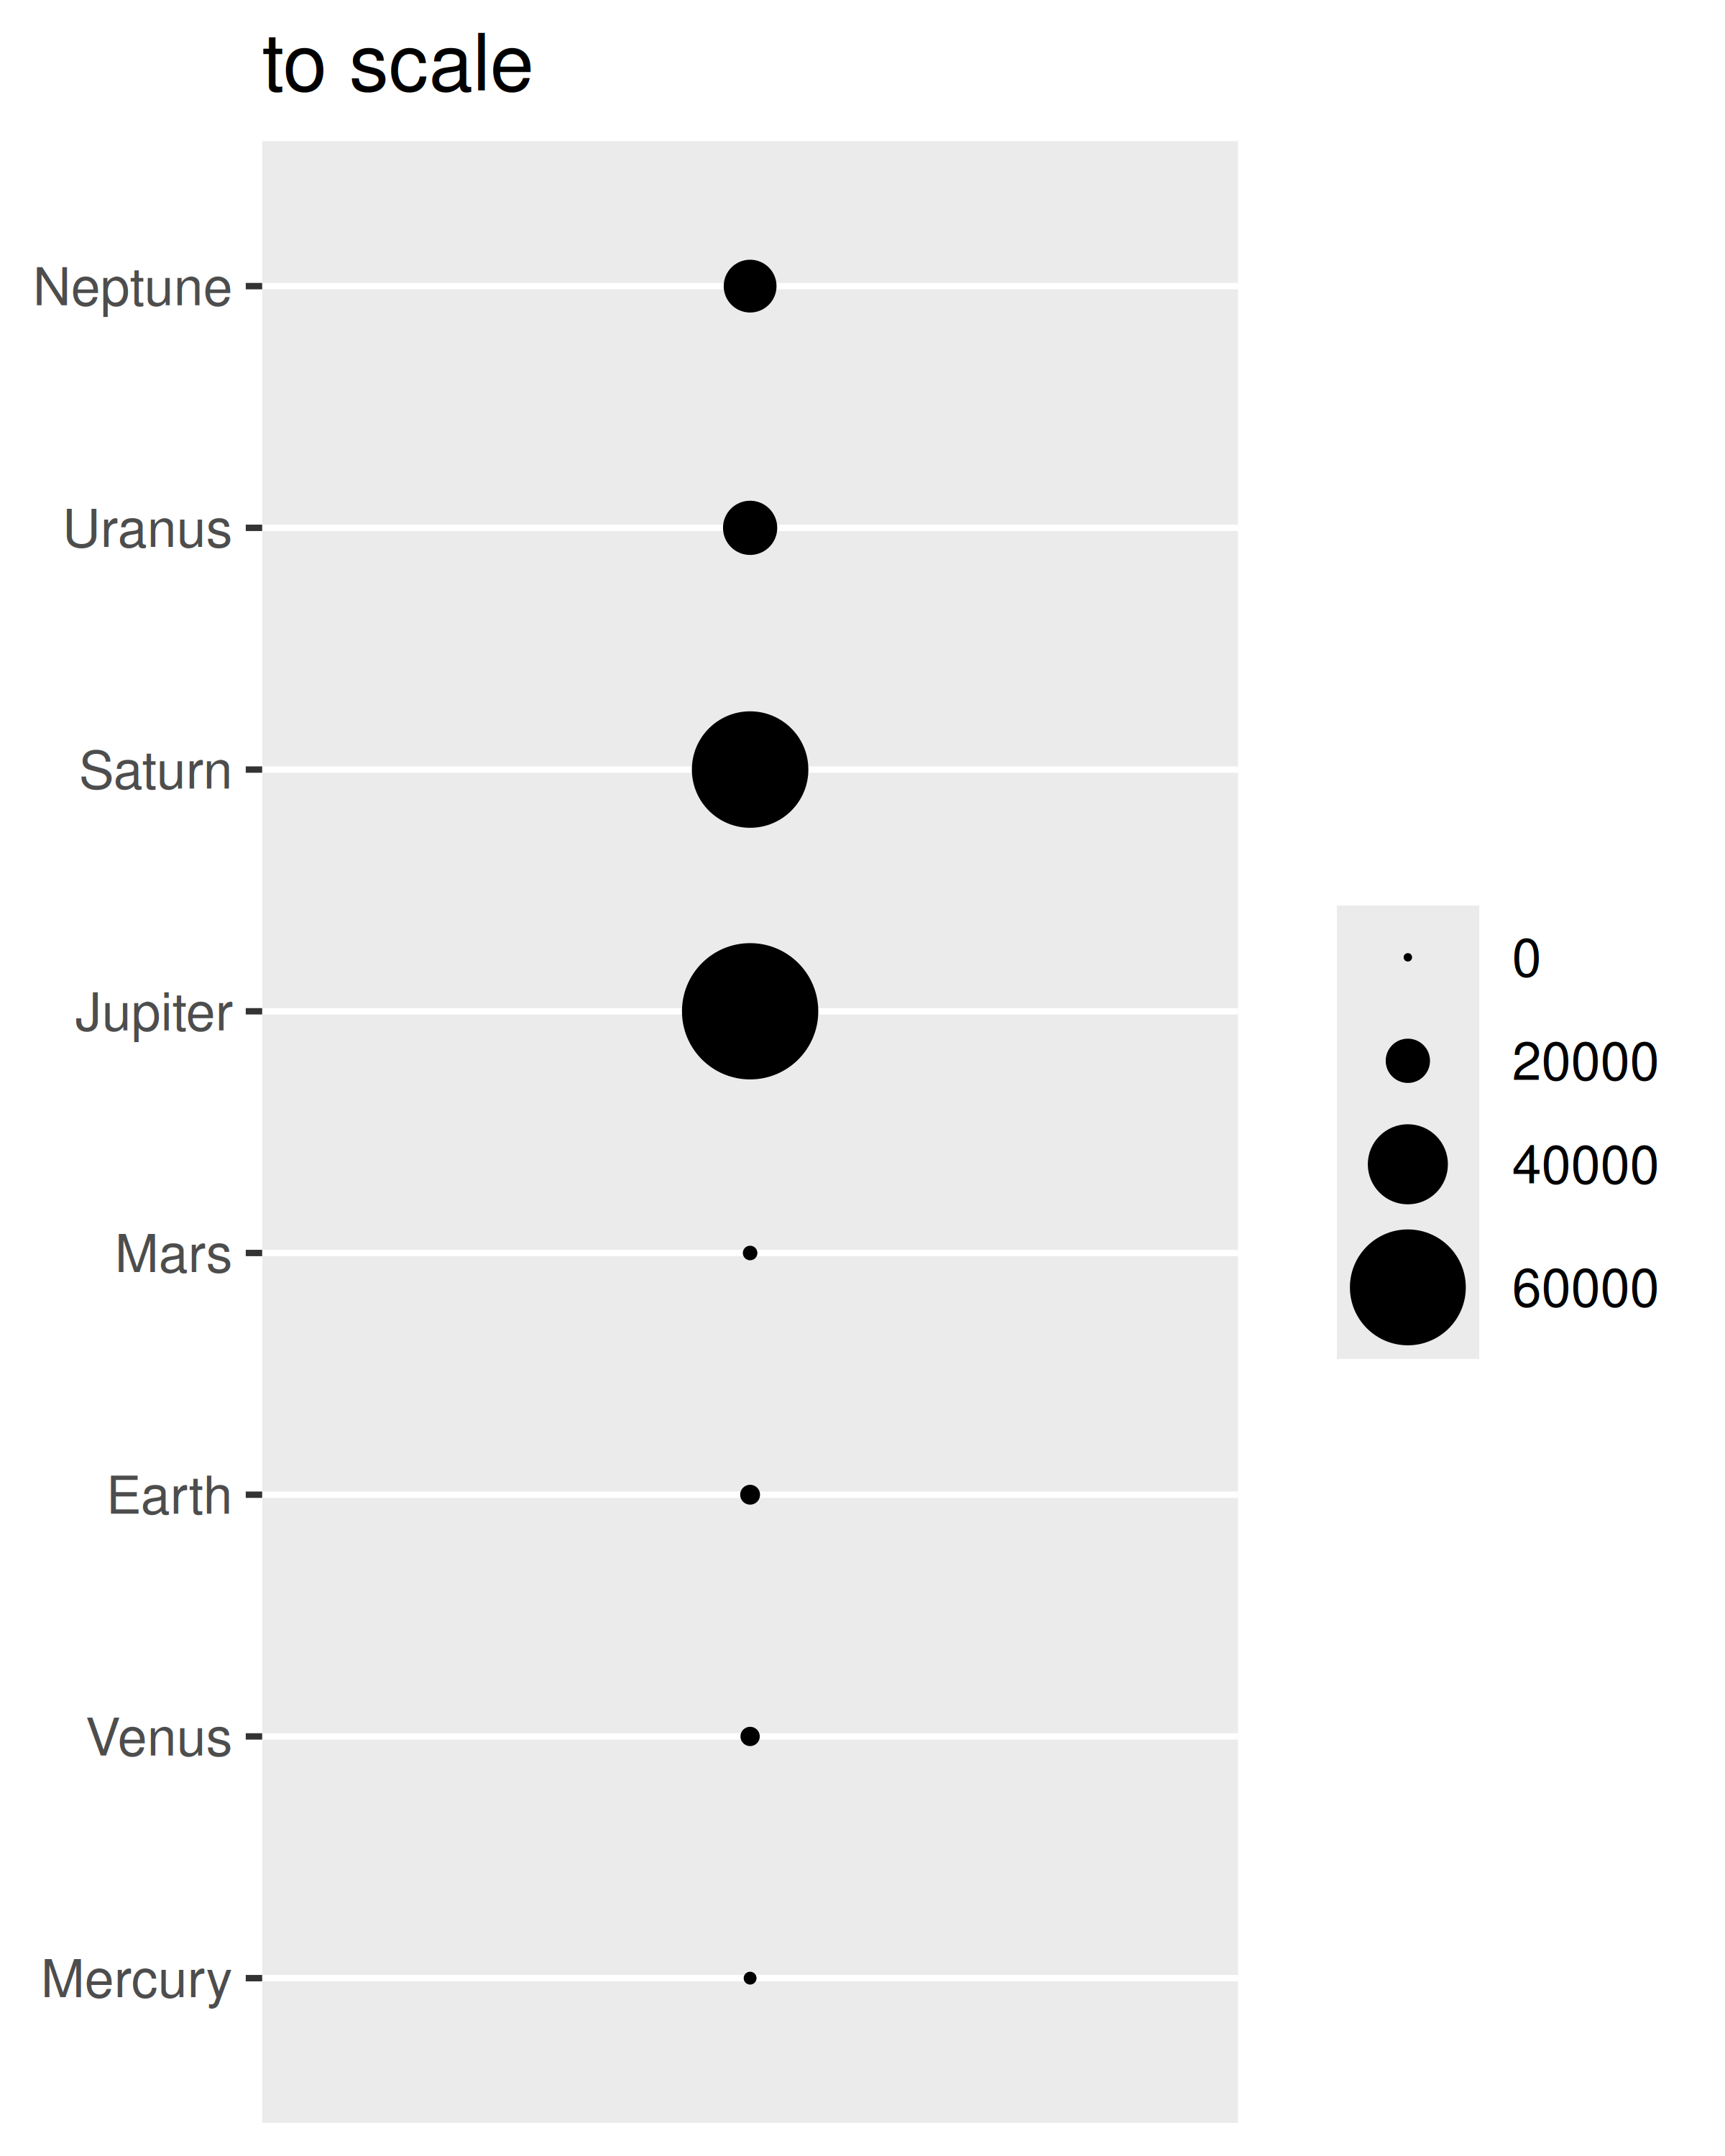 to scale
Neptune
Uranus
Saturn
Jupiter
Mars
Earth
Venus
Mercury
0
20000
40000
60000